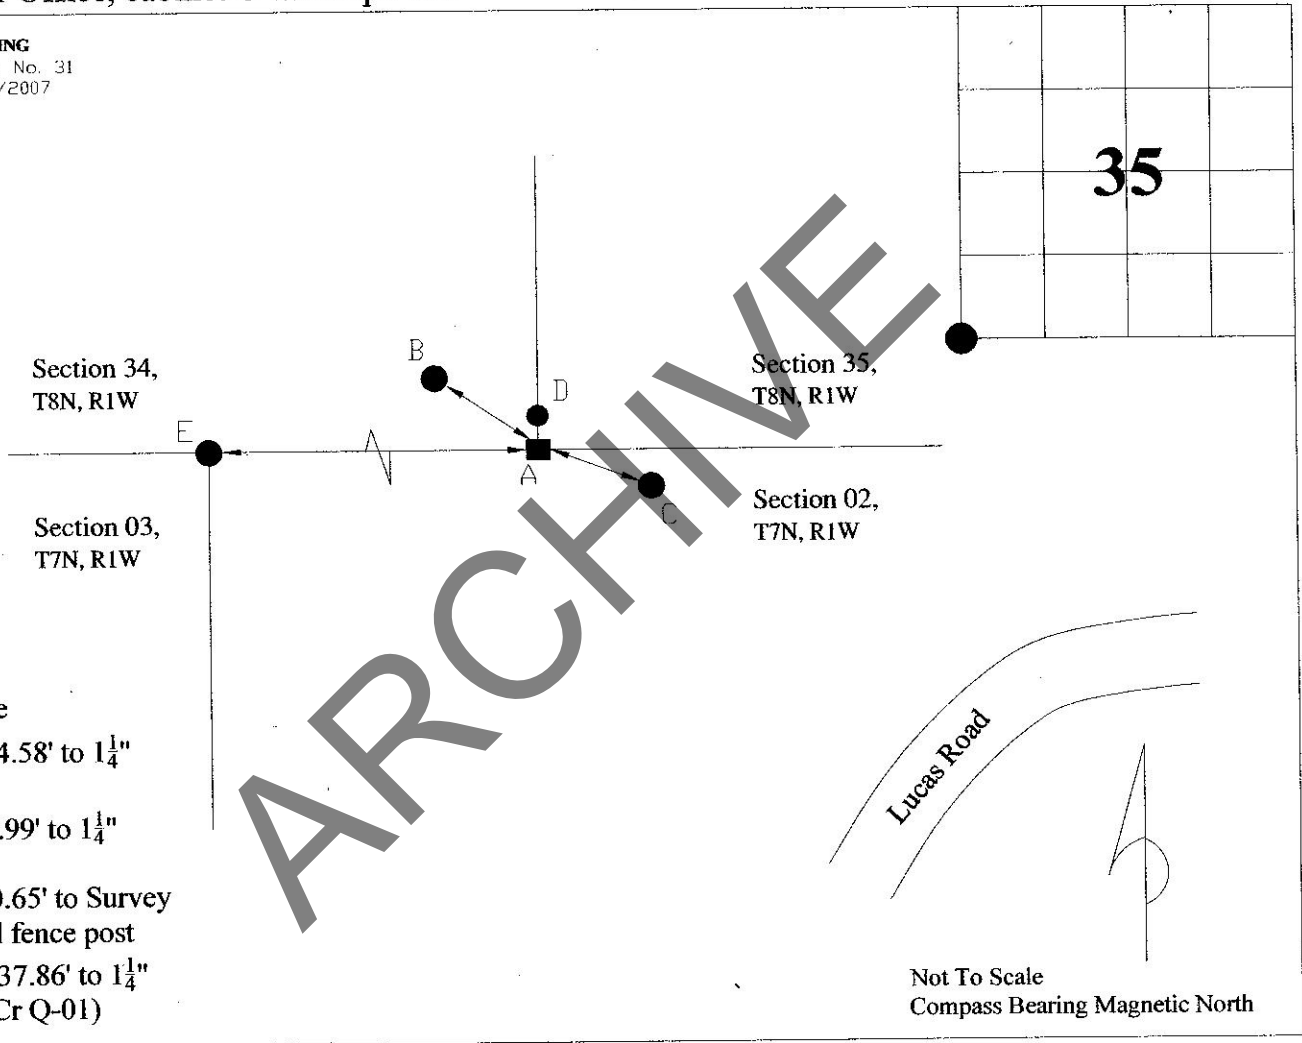 No. 31
/2007
35
B
Section 34,
T8N, R1W
Section 35,
T8N, R1W
D
E
A
C
Section 03,
T7N, R1W
Section 02,
T7N, R1W
ARCHIVE
4.58' to 1¼"
.99' to 1¼"
Lucas Road
.65' to Survey
fence post
37.86' to 1¼"
Cr Q-01)
Not To Scale
Compass Bearing Magnetic North